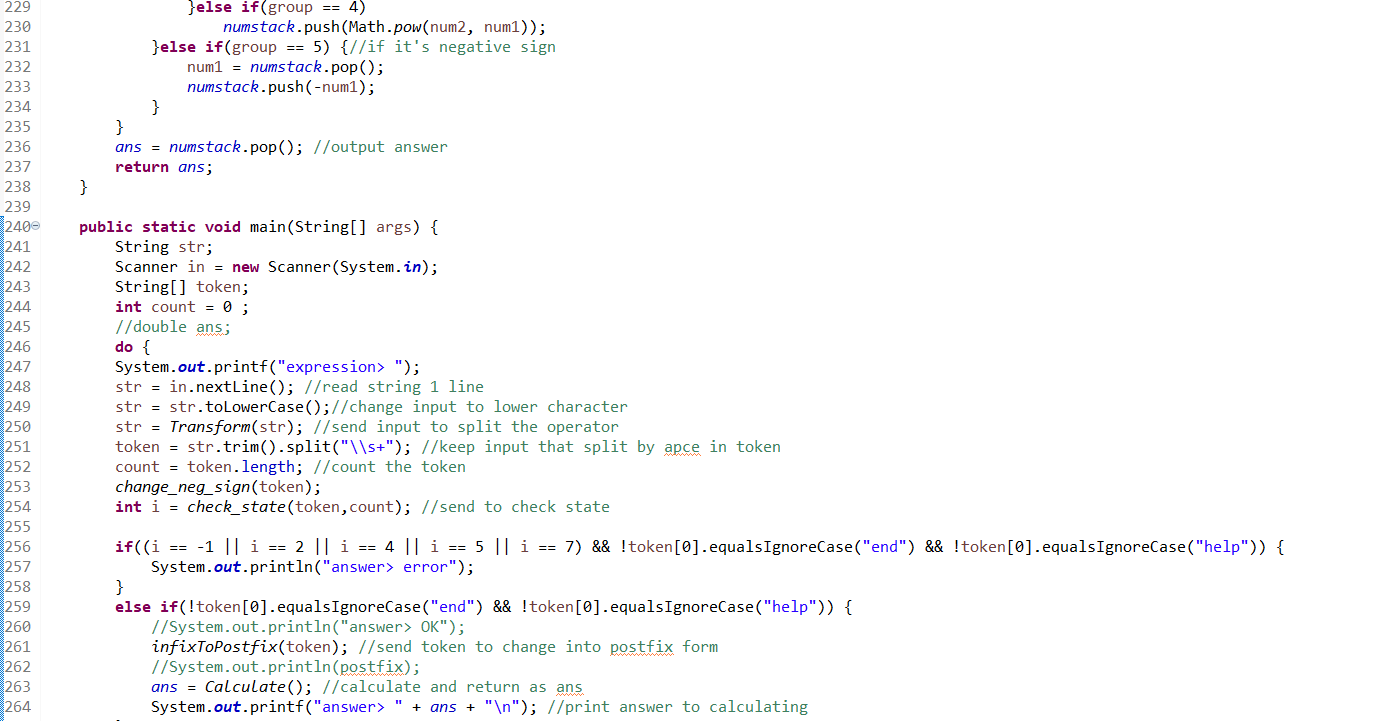 229                    }else if(group == 4)
230                        numstack.push(Math.pow(num2, num1));
231                }else if(group == 5) {//if it's negative sign
232                    num1 = numstack.pop();
233                    numstack.push(-num1);
234                }
235            }
236            ans = numstack.pop(); //output answer
237            return ans;
238        }
239
240        public static void main(String[] args) {
241            String str;
242            Scanner in = new Scanner(System.in);
243            String[] token;
244            int count = 0 ;
245            //double ans;
246            do {
247            System.out.printf("expression> ");
248            str = in.nextLine(); //read string 1 line
249            str = str.toLowerCase();//change input to lower character
250            str = Transform(str); //send input to split the operator
251            token = str.trim().split("\\s+"); //keep input that split by apce in token
252            count = token.length; //count the token
253            change_neg_sign(token);
254            int i = check_state(token,count); //send to check state
255
256            if((i == -1 || i == 2 || i == 4 || i == 5 || i == 7) && !token[0].equalsIgnoreCase("end") && !token[0].equalsIgnoreCase("help")) {
257                System.out.println("answer> error");
258            }
259            else if(!token[0].equalsIgnoreCase("end") && !token[0].equalsIgnoreCase("help")) {
260                //System.out.println("answer> OK");
261                infixToPostfix(token); //send token to change into postfix form
262                //System.out.println(postfix);
263                ans = Calculate(); //calculate and return as ans
264                System.out.printf("answer> " + ans + "\n"); //print answer to calculating